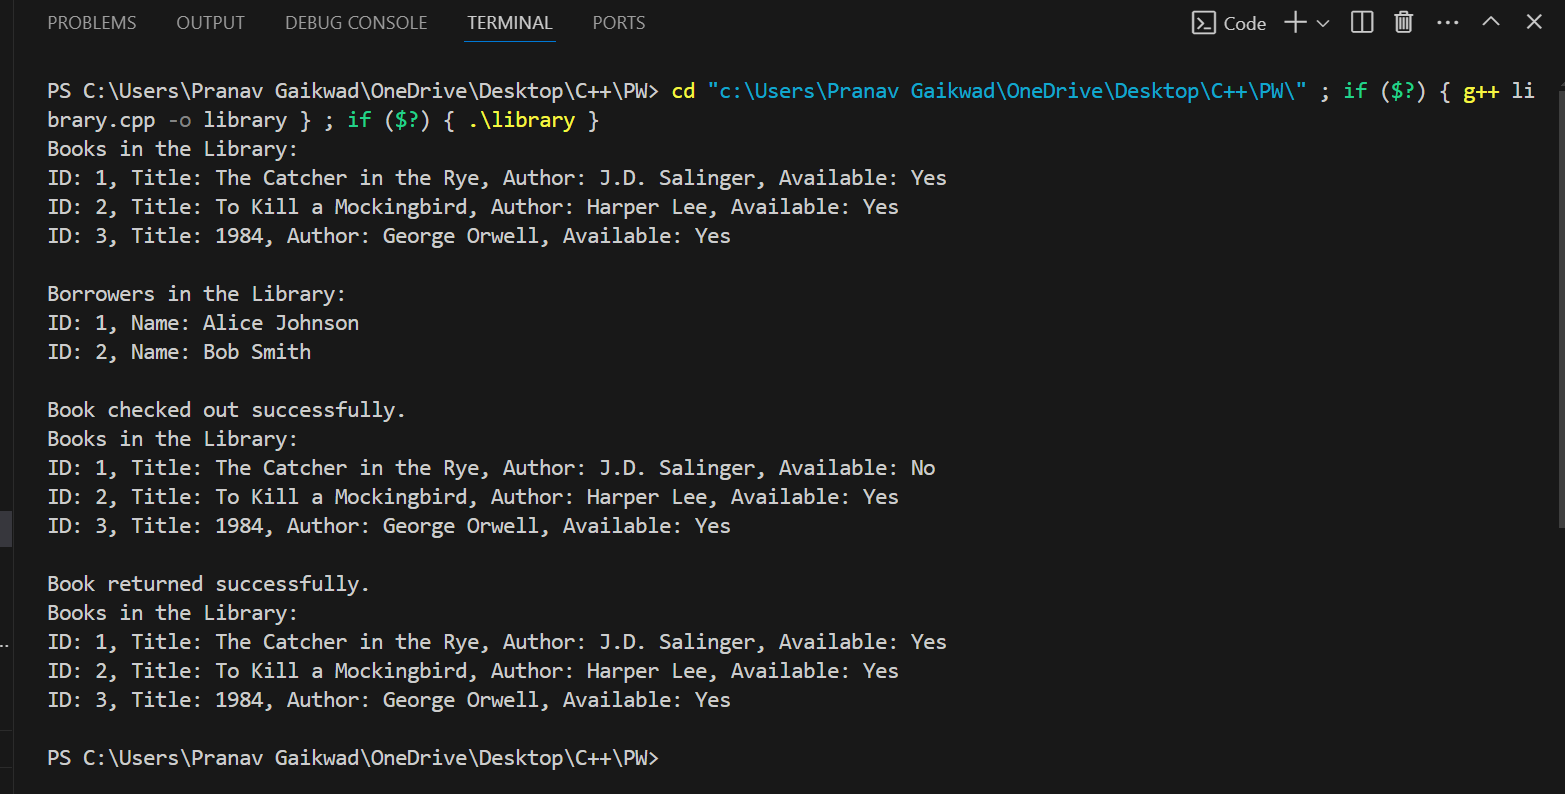 PROBLEMS OUTPUT DEBUG CONSOLE TERMINAL PORTS Code
PS C:\Users\Pranav Gaikwad\OneDrive\Desktop\C++\PW> cd "c:\Users\Pranav Gaikwad\OneDrive\Desktop\C++\PW\" ; if ($?) { g++ li
brary.cpp -o library } ; if ($?) { .\library }
Books in the Library:
ID: 1, Title: The Catcher in the Rye, Author: J.D. Salinger, Available: Yes
ID: 2, Title: To Kill a Mockingbird, Author: Harper Lee, Available: Yes
ID: 3, Title: 1984, Author: George Orwell, Available: Yes

Borrowers in the Library:
ID: 1, Name: Alice Johnson
ID: 2, Name: Bob Smith

Book checked out successfully.
Books in the Library:
ID: 1, Title: The Catcher in the Rye, Author: J.D. Salinger, Available: No
ID: 2, Title: To Kill a Mockingbird, Author: Harper Lee, Available: Yes
ID: 3, Title: 1984, Author: George Orwell, Available: Yes

Book returned successfully.
Books in the Library:
ID: 1, Title: The Catcher in the Rye, Author: J.D. Salinger, Available: Yes
ID: 2, Title: To Kill a Mockingbird, Author: Harper Lee, Available: Yes
ID: 3, Title: 1984, Author: George Orwell, Available: Yes

PS C:\Users\Pranav Gaikwad\OneDrive\Desktop\C++\PW>